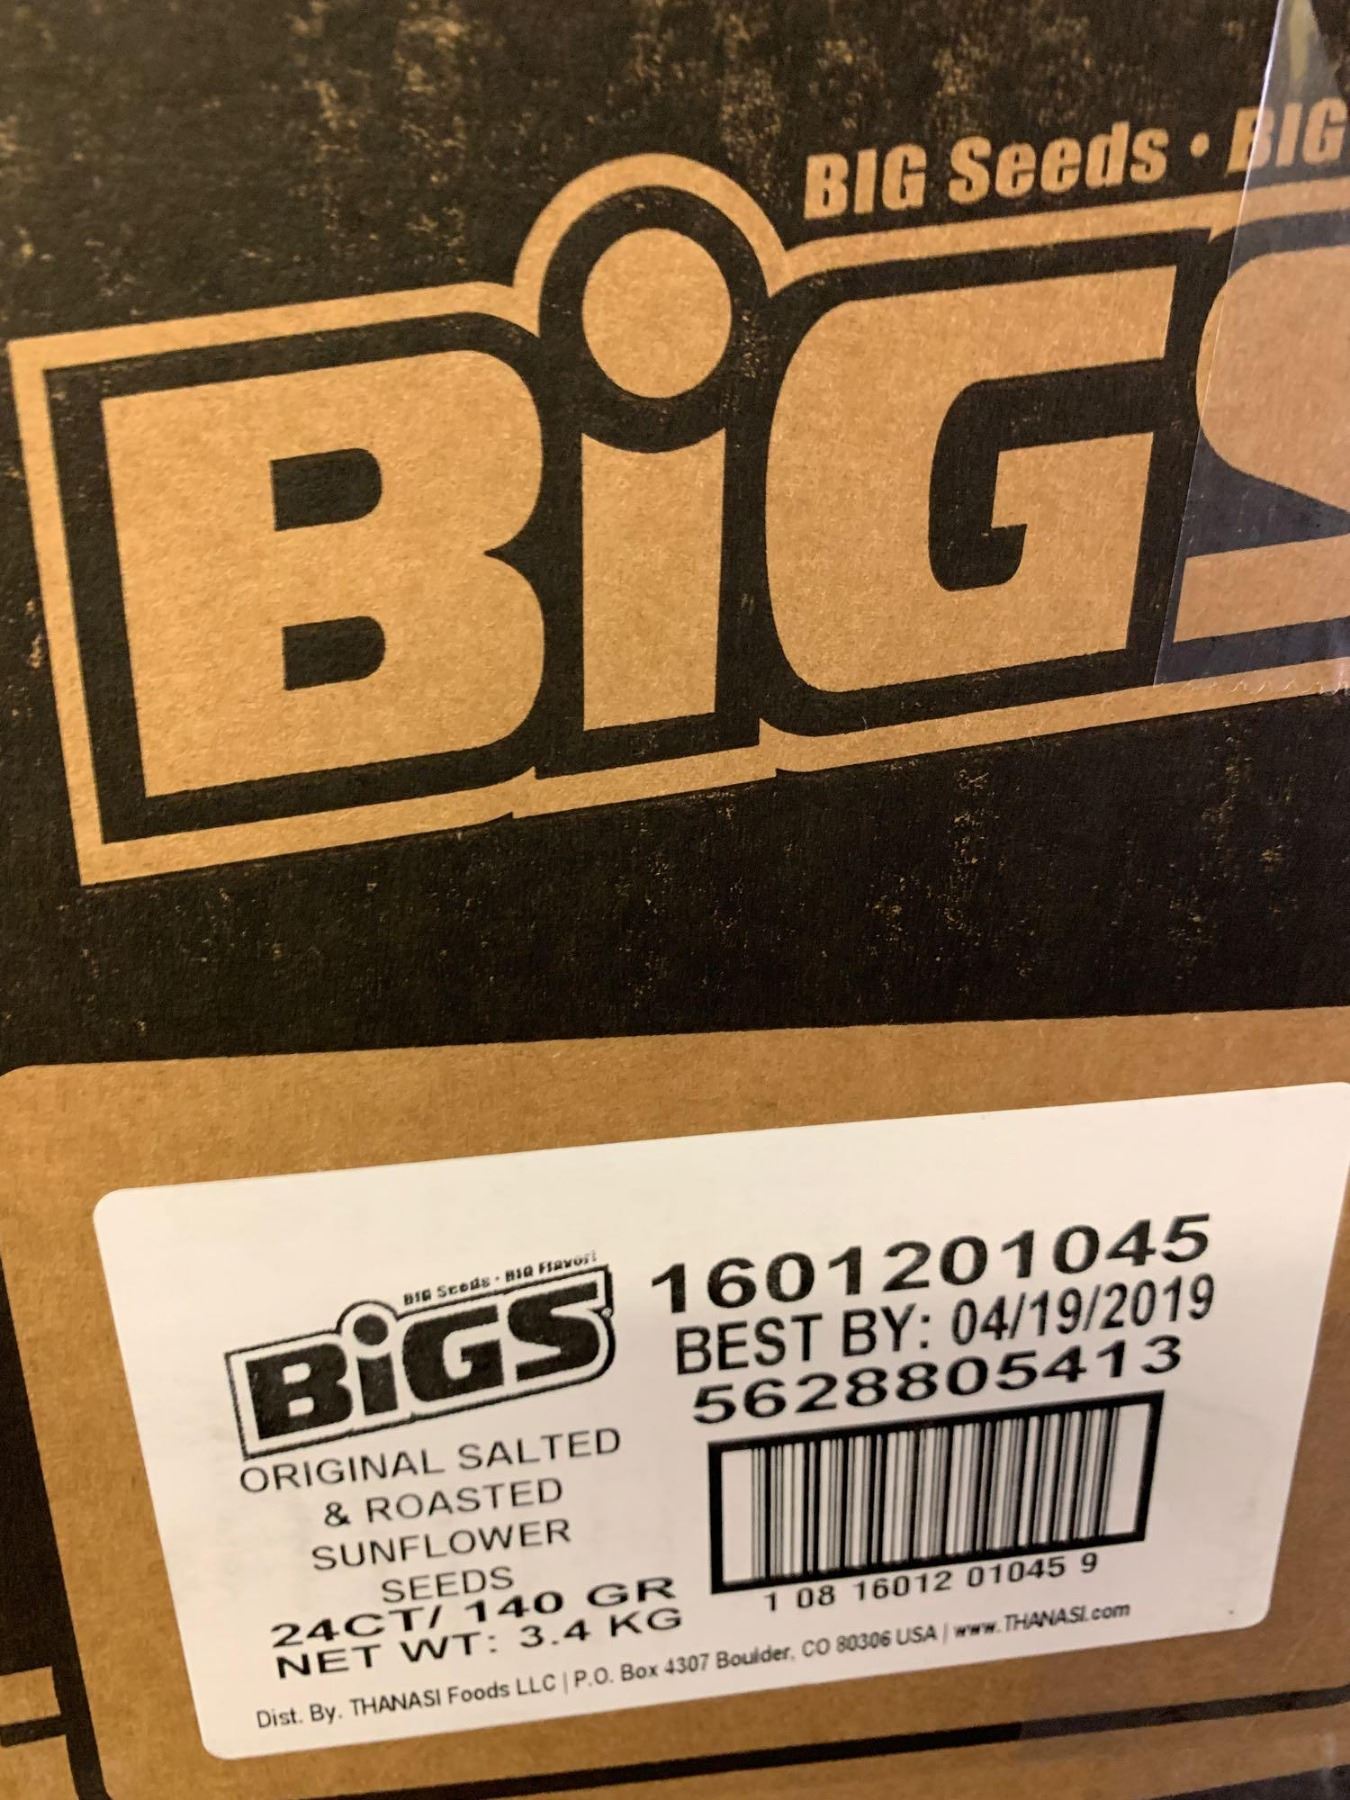 BIG Seeds • BIG
BiGS
BIG Seeds - BIG Flavor!
BiGS
ORIGINAL SALTED
& ROASTED
SUNFLOWER
SEEDS
24CT/ 140 GR
NET WT: 3.4 KG
1601201045
BEST BY: 04/19/2019
5628805413
1 08 16012 01045 9
Dist. By. THANASI Foods LLC | P.O. Box 4307 Boulder, CO 80306 USA | www.THANASI.com